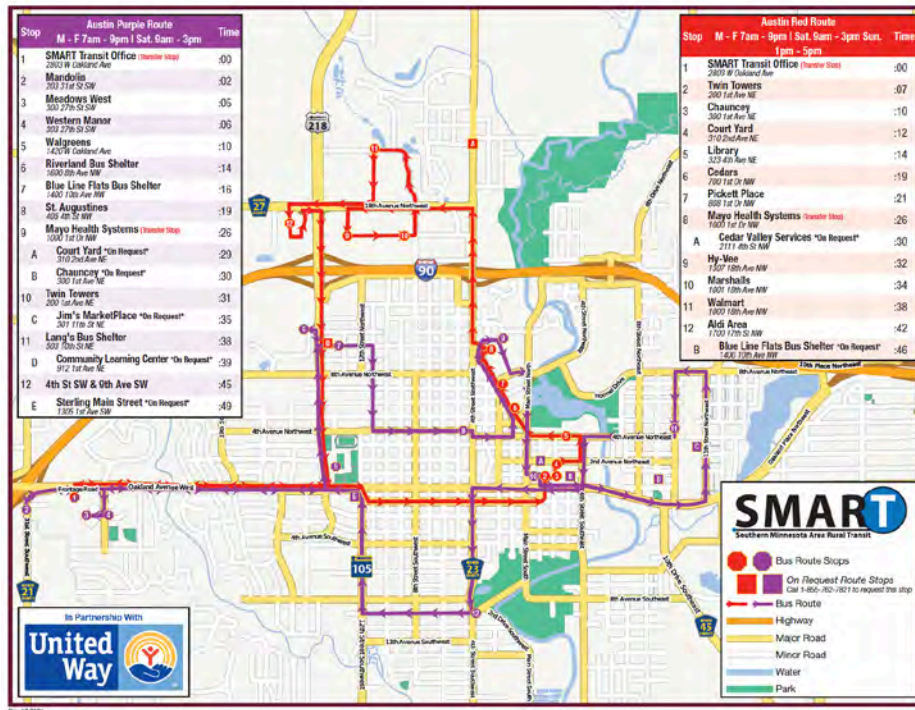 Austin Purple Route
Stop M - F 7am - 9pm I Sat. 9am - 3pm Time
1 SMART Transit Office (Transfer Stop) :00
2803 W Oakland Ave
2 Mandolin :02
203 31st St SW
3 Meadows West :05
300 27th St SW
4 Western Manor :06
303 27th St SW
5 Walgreens :10
1420 W Oakland Ave
6 Riverland Bus Shelter :14
1600 8th Ave NW
7 Blue Line Flats Bus Shelter :16
1400 10th Ave NW
8 St. Augustines :19
405 4th St NW
9 Mayo Health Systems (Transfer Stop) :26
1000 1st Dr NW
A Court Yard *On Request* :29
310 2nd Ave NE
B Chauncey *On Request* :30
300 1st Ave NE
10 Twin Towers :31
200 1st Ave NE
C Jim's MarketPlace *On Request* :35
301 11th St NE
11 Lang's Bus Shelter :38
503 10th St NE
D Community Learning Center *On Request* :39
912 1st Ave NE
12 4th St SW & 9th Ave SW :45
E Sterling Main Street *On Request* :49
1305 1st Ave SW
Austin Red Route
M - F 7am - 9pm I Sat. 9am - 3pm Sun.
Stop 1pm - 5pm Time
1 SMART Transit Office (Transfer Stop) :00
2803 W Oakland Ave
2 Twin Towers :07
200 1st Ave NE
3 Chauncey :10
300 1st Ave NE
4 Court Yard :12
310 2nd Ave NE
5 Library :14
323 4th Ave NE
6 Cedars :19
700 1st Dr NW
7 Pickett Place :21
808 1st Dr NW
8 Mayo Health Systems (Transfer Stop) :26
1000 1st Dr NW
A Cedar Valley Services *On Request* :30
2111 4th St NW
9 Hy-Vee :32
1307 18th Ave NW
10 Marshalls :34
1001 18th Ave NW
11 Walmart :38
1000 18th Ave NW
12 Aldi Area :42
1700 17th St NW
B Blue Line Flats Bus Shelter *On Request* :46
1400 10th Ave NW
218
27
18th Avenue Northwest
90
8th Avenue Northwest
8th Avenue Northeast
4th Avenue Northwest
4th Avenue Northeast
2nd Avenue Northeast
Frontage Road
Oakland Avenue West
4th Avenue Southwest
105
23
21
45
8th Avenue Southeast
SMART
Southern Minnesota Area Rural Transit
Bus Route Stops
On Request Route Stops
Call 1-855-762-7821 to request this stop
Bus Route
Highway
Major Road
Minor Road
Water
Park
In Partnership With
United
Way